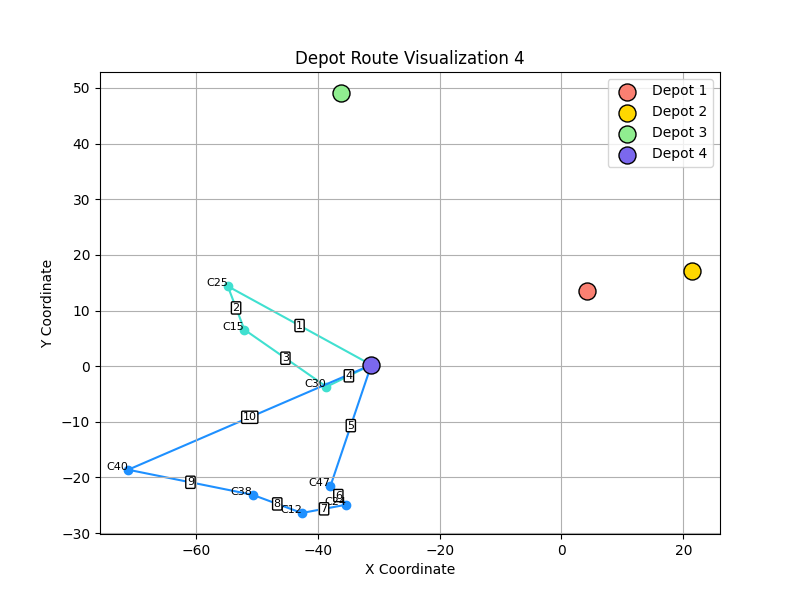 Depot Route Visualization 4
Depot 1
Depot 2
Depot 3
Depot 4
50
40
30
20
10
0
−10
−20
−30
Y Coordinate
C25
2
1
C15
3
C30
4
10
5
C40
9
C38
C47
6
8
C12
7
−60
−40
−20
0
20
X Coordinate